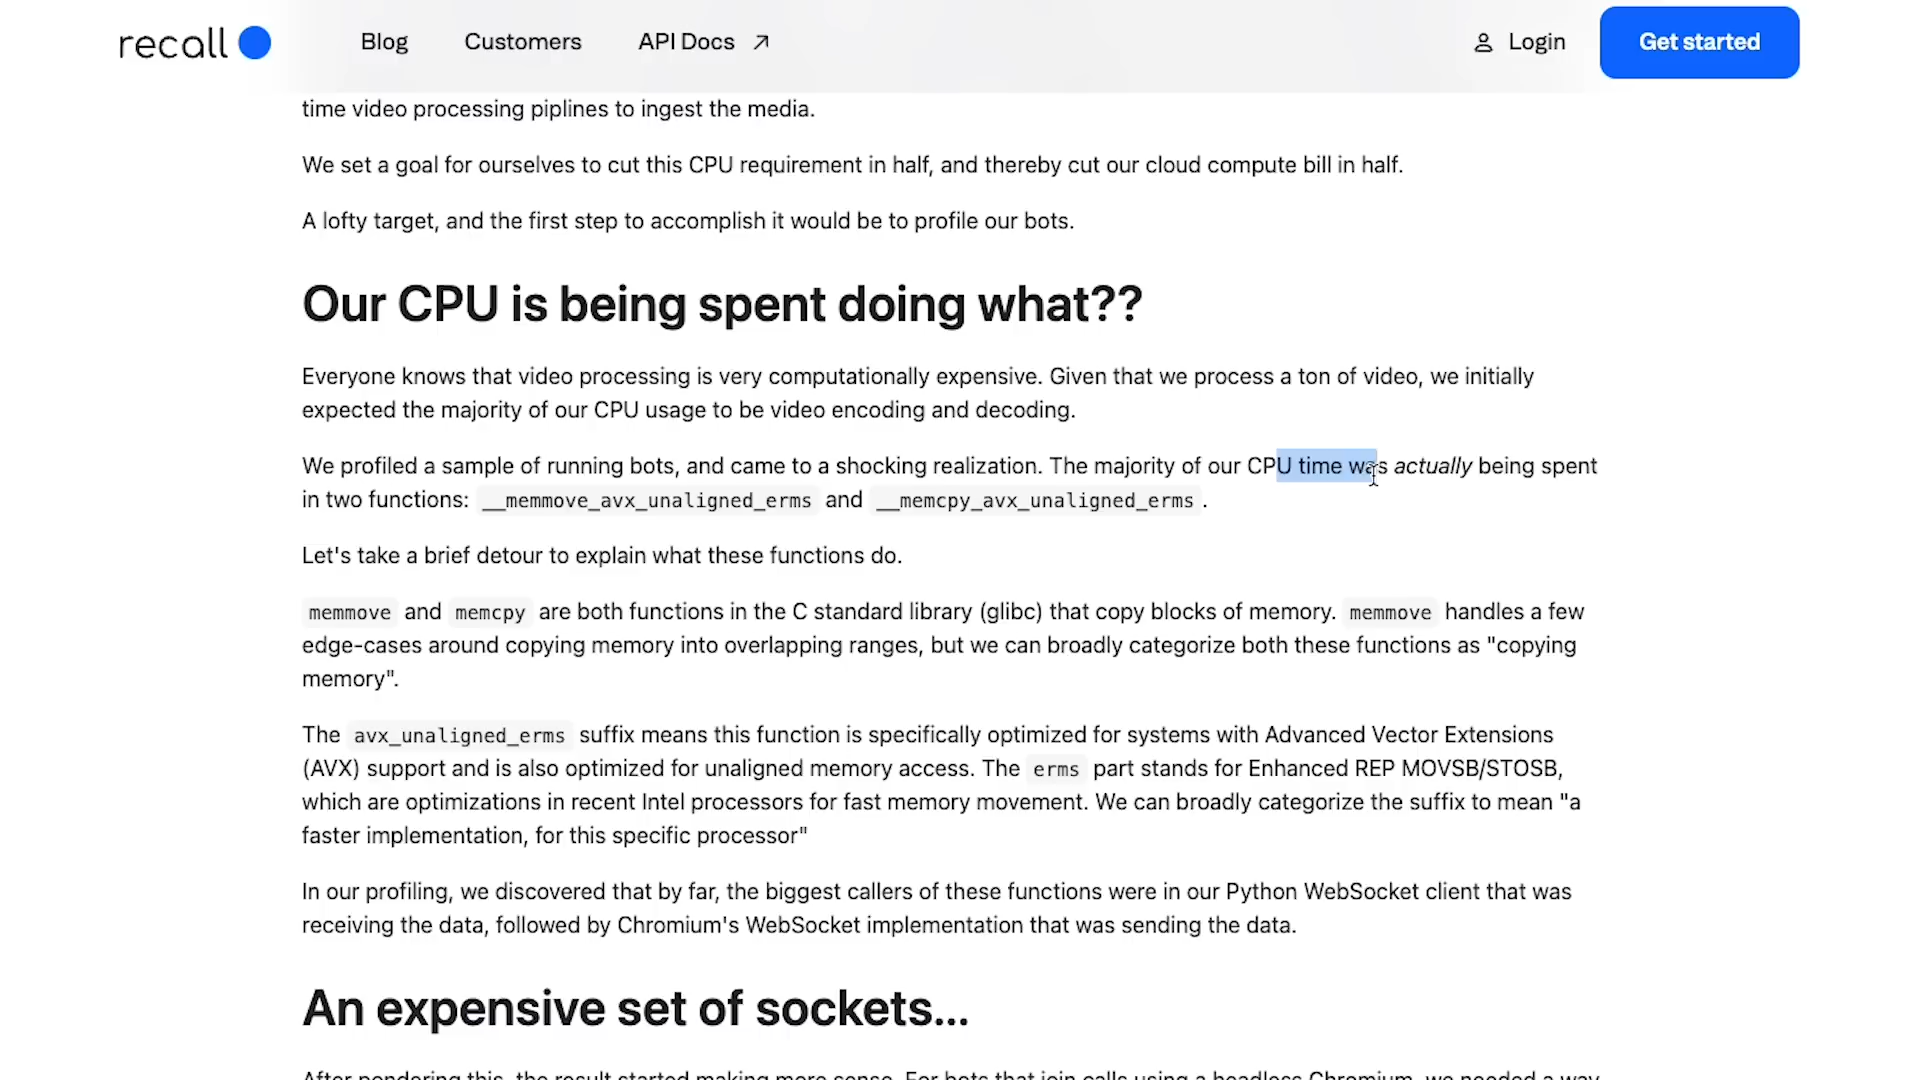 recall
Blog
Customers
API Docs
Login
Get started
time video processing piplines to ingest the media.
We set a goal for ourselves to cut this CPU requirement in half, and thereby cut our cloud compute bill in half.
A lofty target, and the first step to accomplish it would be to profile our bots.
Our CPU is being spent doing what??
Everyone knows that video processing is very computationally expensive. Given that we process a ton of video, we initially
expected the majority of our CPU usage to be video encoding and decoding.
We profiled a sample of running bots, and came to a shocking realization. The majority of our CPU time was actually being spent
in two functions: __memmove_avx_unaligned_erms and __memcpy_avx_unaligned_erms.
Let's take a brief detour to explain what these functions do.
memmove and memcpy are both functions in the C standard library (glibc) that copy blocks of memory. memmove handles a few
edge-cases around copying memory into overlapping ranges, but we can broadly categorize both these functions as "copying
memory".
The avx_unaligned_erms suffix means this function is specifically optimized for systems with Advanced Vector Extensions
(AVX) support and is also optimized for unaligned memory access. The erms part stands for Enhanced REP MOVSB/STOSB,
which are optimizations in recent Intel processors for fast memory movement. We can broadly categorize the suffix to mean "a
faster implementation, for this specific processor"
In our profiling, we discovered that by far, the biggest callers of these functions were in our Python WebSocket client that was
receiving the data, followed by Chromium's WebSocket implementation that was sending the data.
An expensive set of sockets...
After pondering this, the result started making more sense. For bots that join calls using a headless Chromium, we needed a way